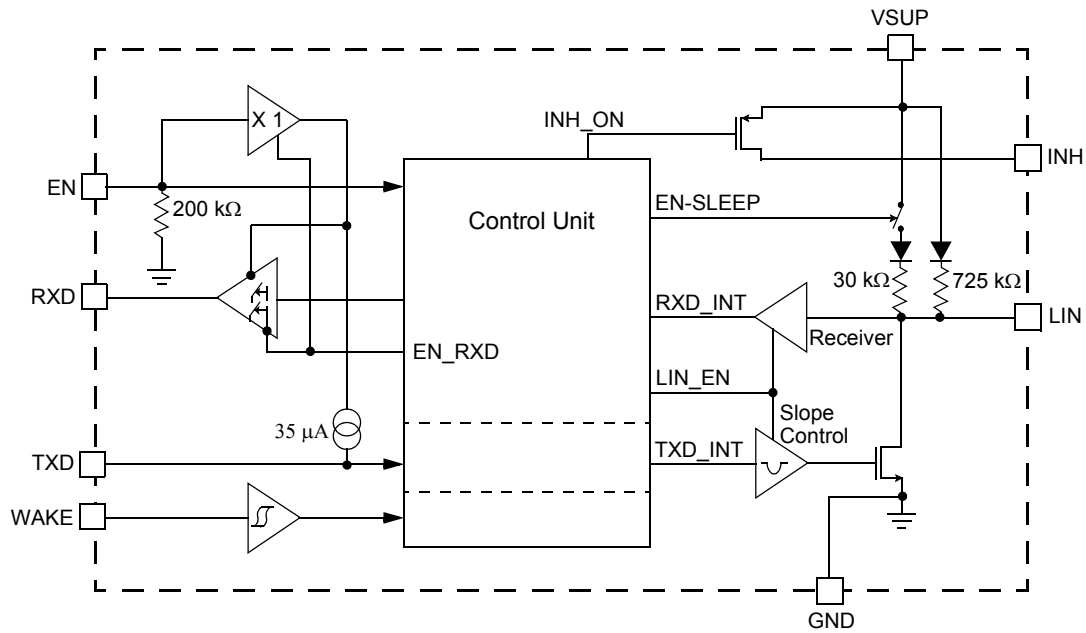 VSUP
X 1
INH_ON
INH
EN
200 kΩ
Control Unit
EN-SLEEP
30 kΩ
725 kΩ
RXD
RXD_INT
LIN
Receiver
EN_RXD
LIN_EN
35 µA
Slope
Control
TXD
TXD_INT
WAKE
GND